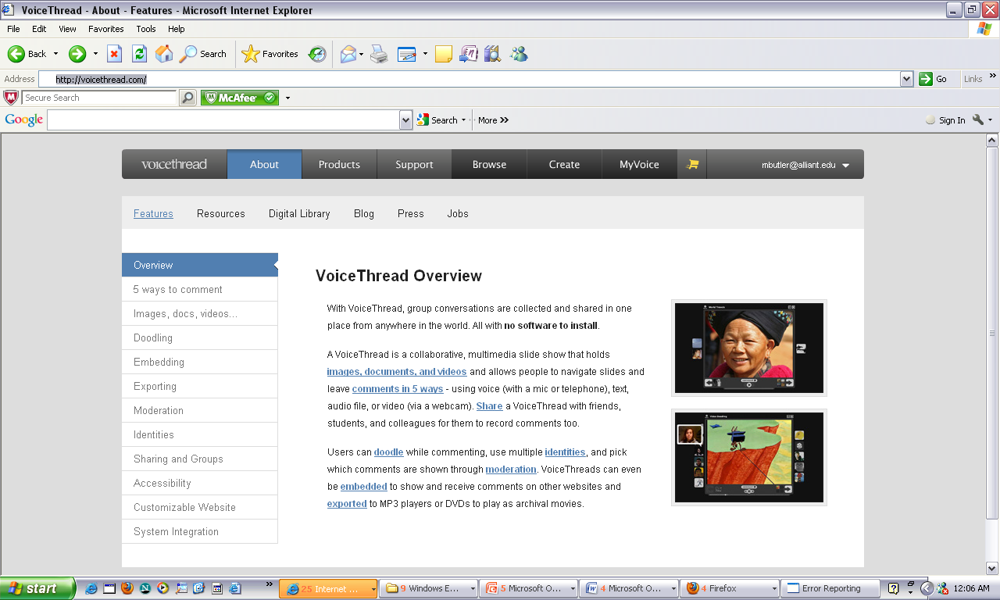 VoiceThread - About - Features - Microsoft Internet Explorer
File Edit View Favorites Tools Help
Back Search Favorites
Address http://voicethread.com/ Go Links
Secure Search McAfee
Google Search More Sign In
voicethread About Products Support Browse Create MyVoice mbutler@alliant.edu
Features Resources Digital Library Blog Press Jobs
Overview
5 ways to comment
Images, docs, videos...
Doodling
Embedding
Exporting
Moderation
Identities
Sharing and Groups
Accessibility
Customizable Website
System Integration
VoiceThread Overview
With VoiceThread, group conversations are collected and shared in one
place from anywhere in the world. All with no software to install.
A VoiceThread is a collaborative, multimedia slide show that holds
images, documents, and videos and allows people to navigate slides and
leave comments in 5 ways - using voice (with a mic or telephone), text,
audio file, or video (via a webcam). Share a VoiceThread with friends,
students, and colleagues for them to record comments too.
Users can doodle while commenting, use multiple identities, and pick
which comments are shown through moderation. VoiceThreads can even
be embedded to show and receive comments on other websites and
exported to MP3 players or DVDs to play as archival movies.
start 25 Internet ... 9 Windows E... 5 Microsoft O... 4 Microsoft O... 4 Firefox Error Reporting 12:06 AM